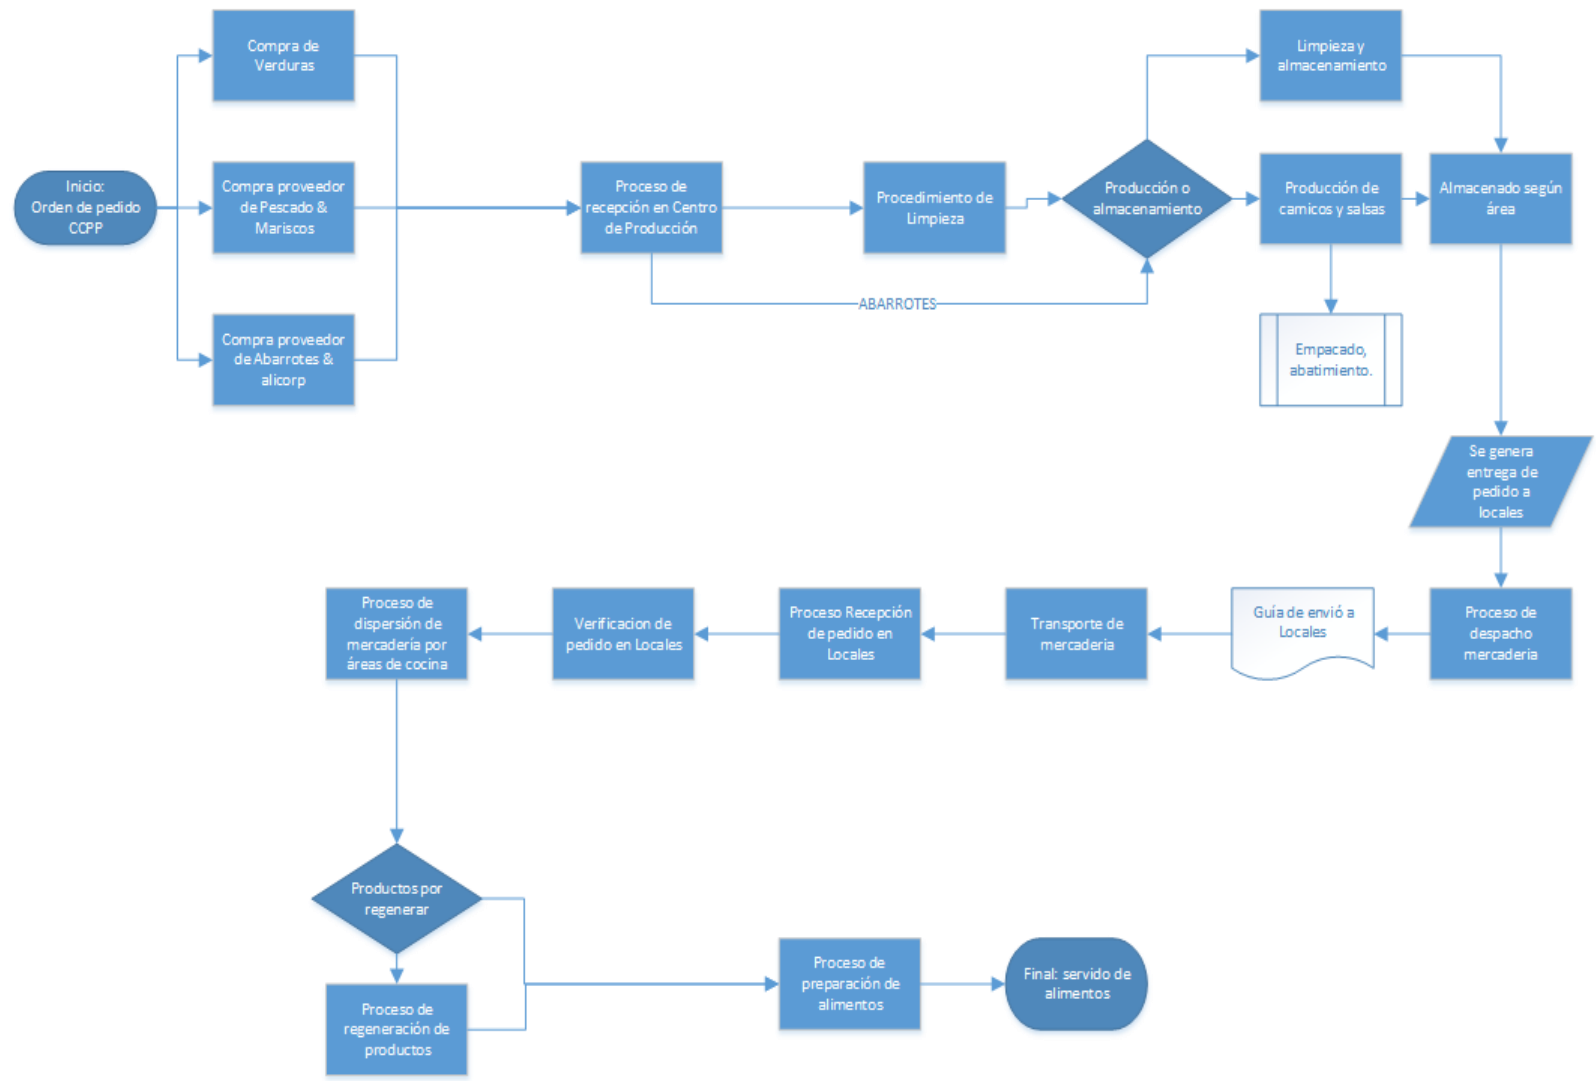 Compra de
Verduras
Limpieza y
almacenamiento
Inicio:
Orden de pedido
CCPP
Compra proveedor
de Pescado &
Mariscos
Proceso de
recepción en Centro
de Producción
Procedimiento de
Limpieza
Producción o
almacenamiento
Producción de
carnicos y salsas
Almacenado según
área
ABARROTES
Compra proveedor
de Abarrotes &
alicorp
Empacado,
abatimiento.
Se genera
entrega de
pedido a
locales
Proceso de
dispersión de
mercadería por
áreas de cocina
Verificacion de
pedido en Locales
Proceso Recepción
de pedido en
Locales
Transporte de
mercaderia
Guía de envió a
Locales
Proceso de
despacho
mercaderia
Productos por
regenerar
Proceso de
preparación de
alimentos
Final: servido de
alimentos
Proceso de
regeneración de
productos